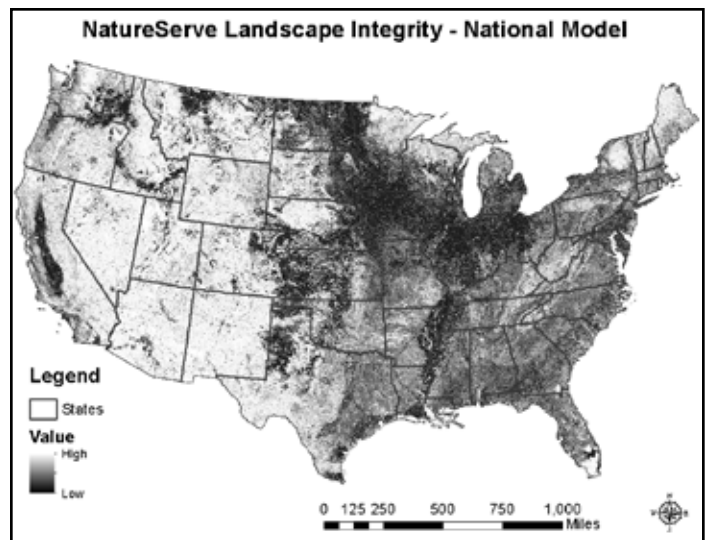 NatureServe Landscape Integrity - National Model
Legend
States
Value
High
Low
0 125 250 500 750 1,000
Miles
N
W E
S